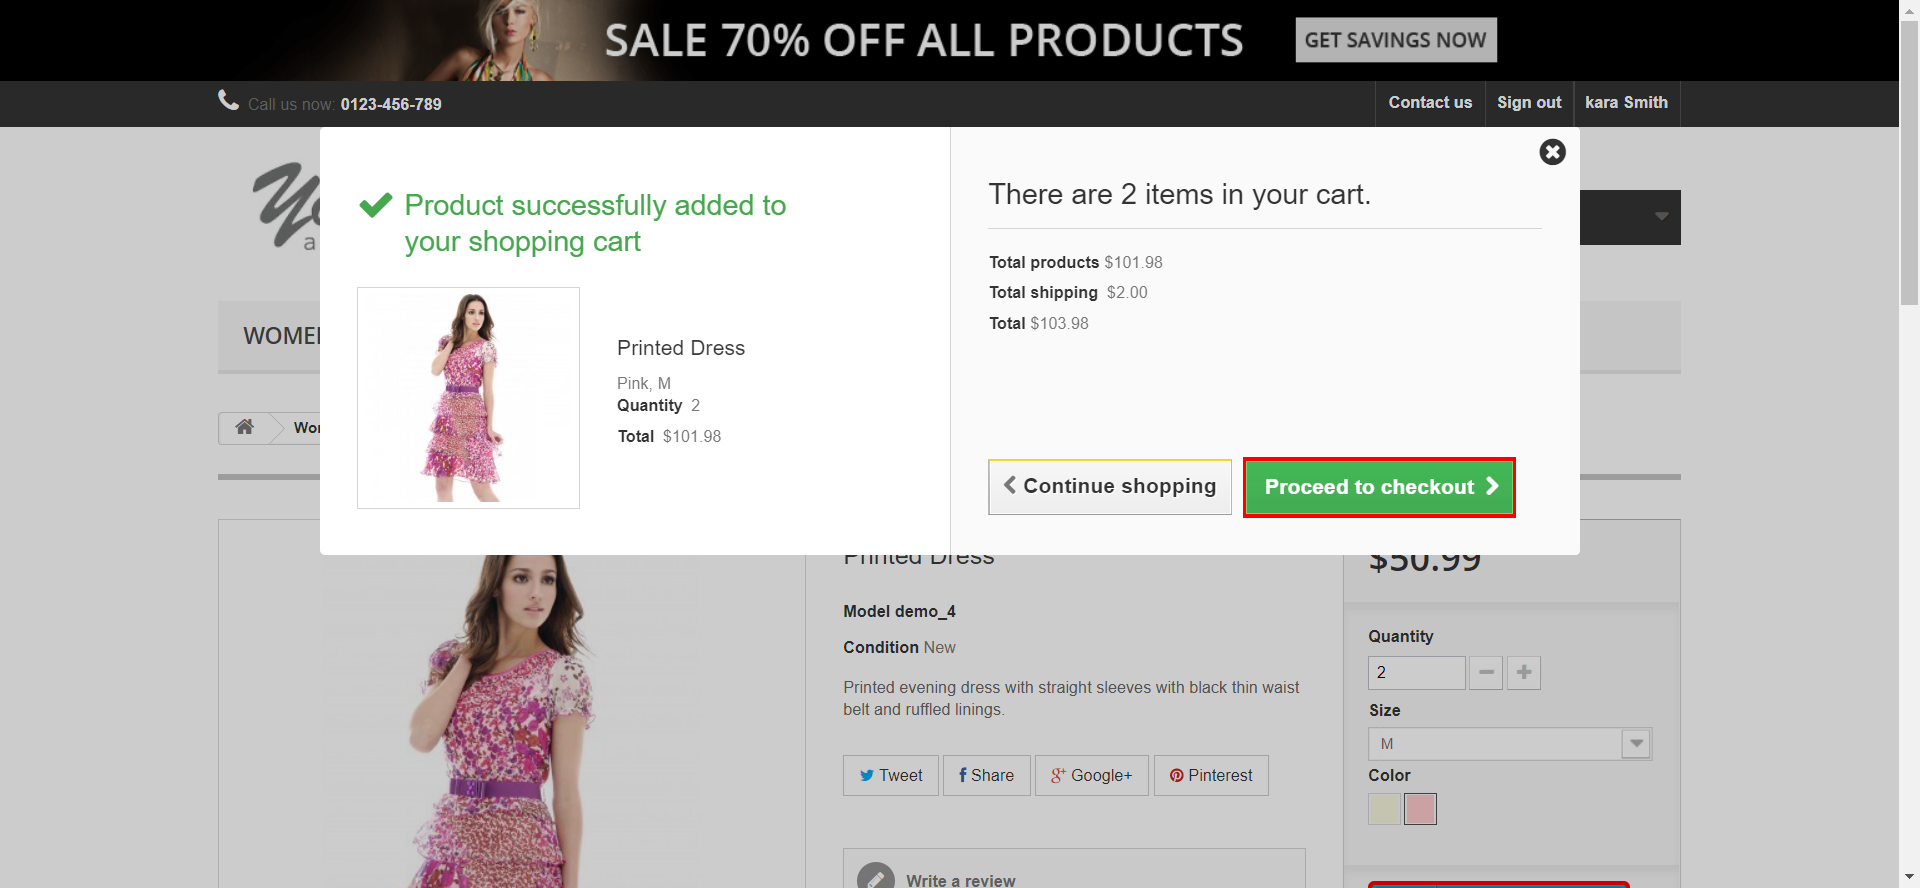 SALE 70% OFF ALL PRODUCTS
GET SAVINGS NOW
Call us now: 0123-456-789
Contact us
Sign out
kara Smith
Product successfully added to
your shopping cart
Printed Dress
Pink, M
Quantity 2
Total $101.98
There are 2 items in your cart.
Total products $101.98
Total shipping $2.00
Total $103.98
Continue shopping
Proceed to checkout
Printed Dress
Model demo_4
Condition New
Printed evening dress with straight sleeves with black thin waist
belt and ruffled linings.
Tweet
Share
Google+
Pinterest
Write a review
$50.99
Quantity
2
Size
M
Color